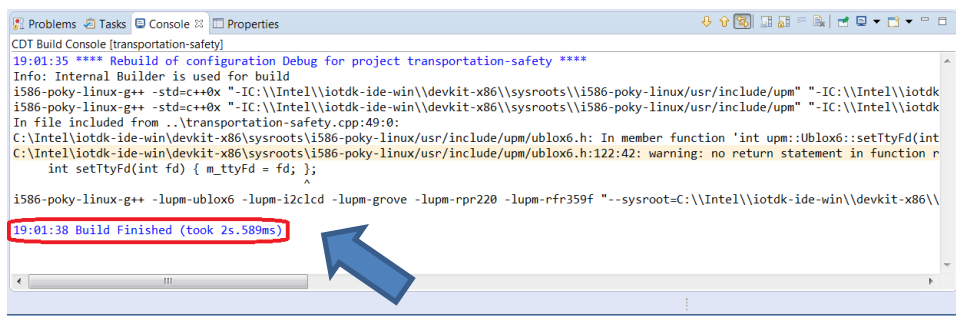 Problems Tasks Console Properties
CDT Build Console [transportation-safety]
19:01:35 **** Rebuild of configuration Debug for project transportation-safety ****
Info: Internal Builder is used for build
i586-poky-linux-g++ -std=c++0x "-IC:\\Intel\\iotdk-ide-win\\devkit-x86\\sysroots\\i586-poky-linux/usr/include/upm" "-IC:\\Intel\\iotdk
i586-poky-linux-g++ -std=c++0x "-IC:\\Intel\\iotdk-ide-win\\devkit-x86\\sysroots\\i586-poky-linux/usr/include/upm" "-IC:\\Intel\\iotdk
In file included from ..\transportation-safety.cpp:49:0:
C:\Intel\iotdk-ide-win\devkit-x86\sysroots\i586-poky-linux/usr/include/upm/ublox6.h: In member function 'int upm::Ublox6::setTtyFd(int
C:\Intel\iotdk-ide-win\devkit-x86\sysroots\i586-poky-linux/usr/include/upm/ublox6.h:122:42: warning: no return statement in function r
int setTtyFd(int fd) { m_ttyFd = fd; };
^
i586-poky-linux-g++ -lupm-ublox6 -lupm-i2clcd -lupm-grove -lupm-rpr220 -lupm-rfr359f "--sysroot=C:\\Intel\\iotdk-ide-win\\devkit-x86\\
19:01:38 Build Finished (took 2s.589ms)